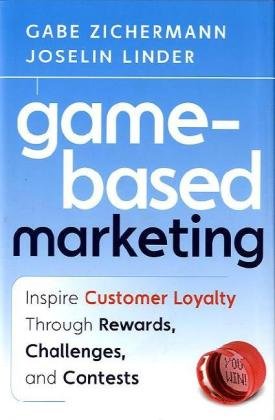 GABE ZICHERMANN
JOSELIN LINDER
game-
based
marketing
Inspire Customer Loyalty
Through Rewards,
Challenges,
and Contests
YOU
WIN!